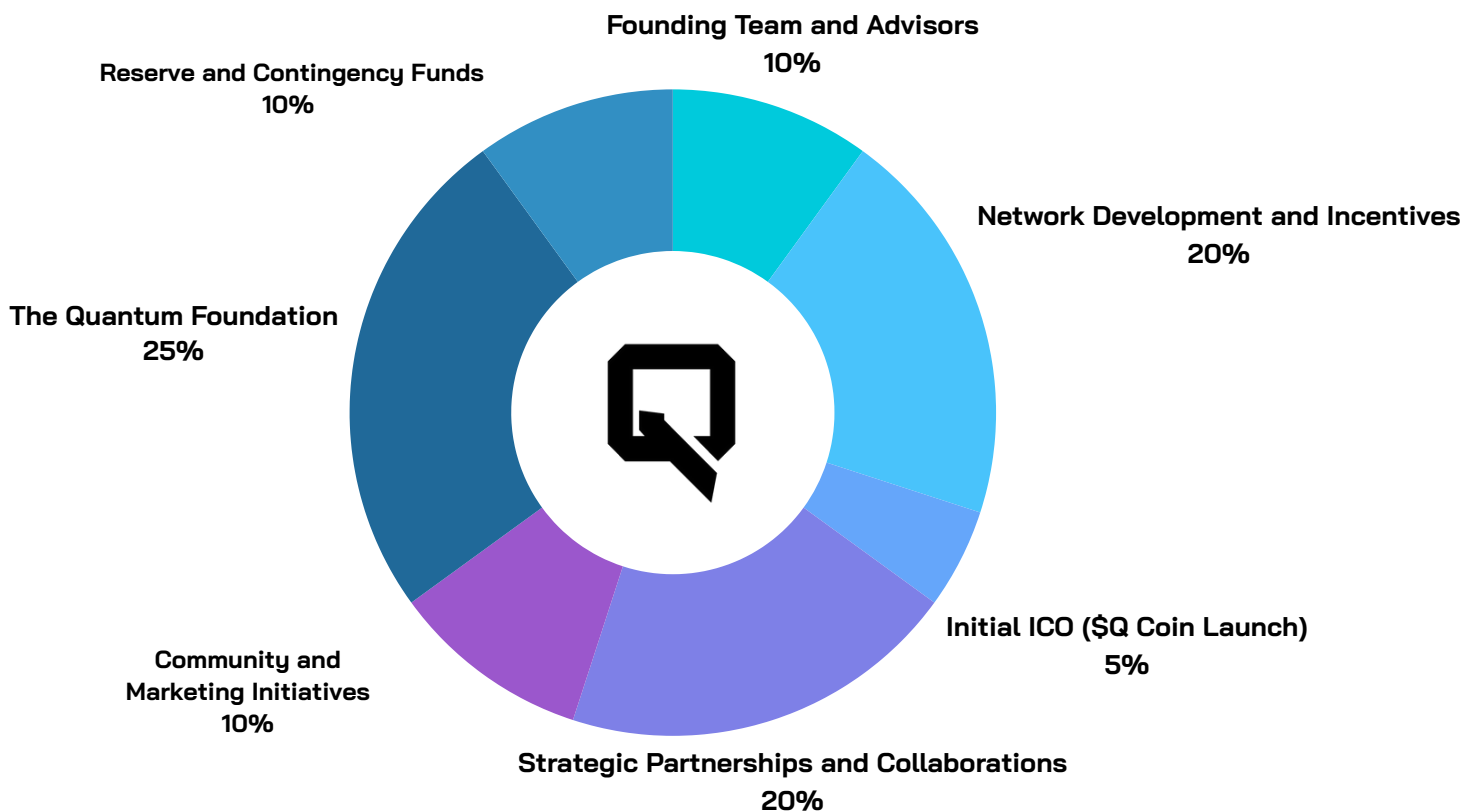 Founding Team and Advisors
10%
Reserve and Contingency Funds
10%
Network Development and Incentives
20%
The Quantum Foundation
25%
Initial ICO ($Q Coin Launch)
5%
Community and
Marketing Initiatives
10%
Strategic Partnerships and Collaborations
20%
Q